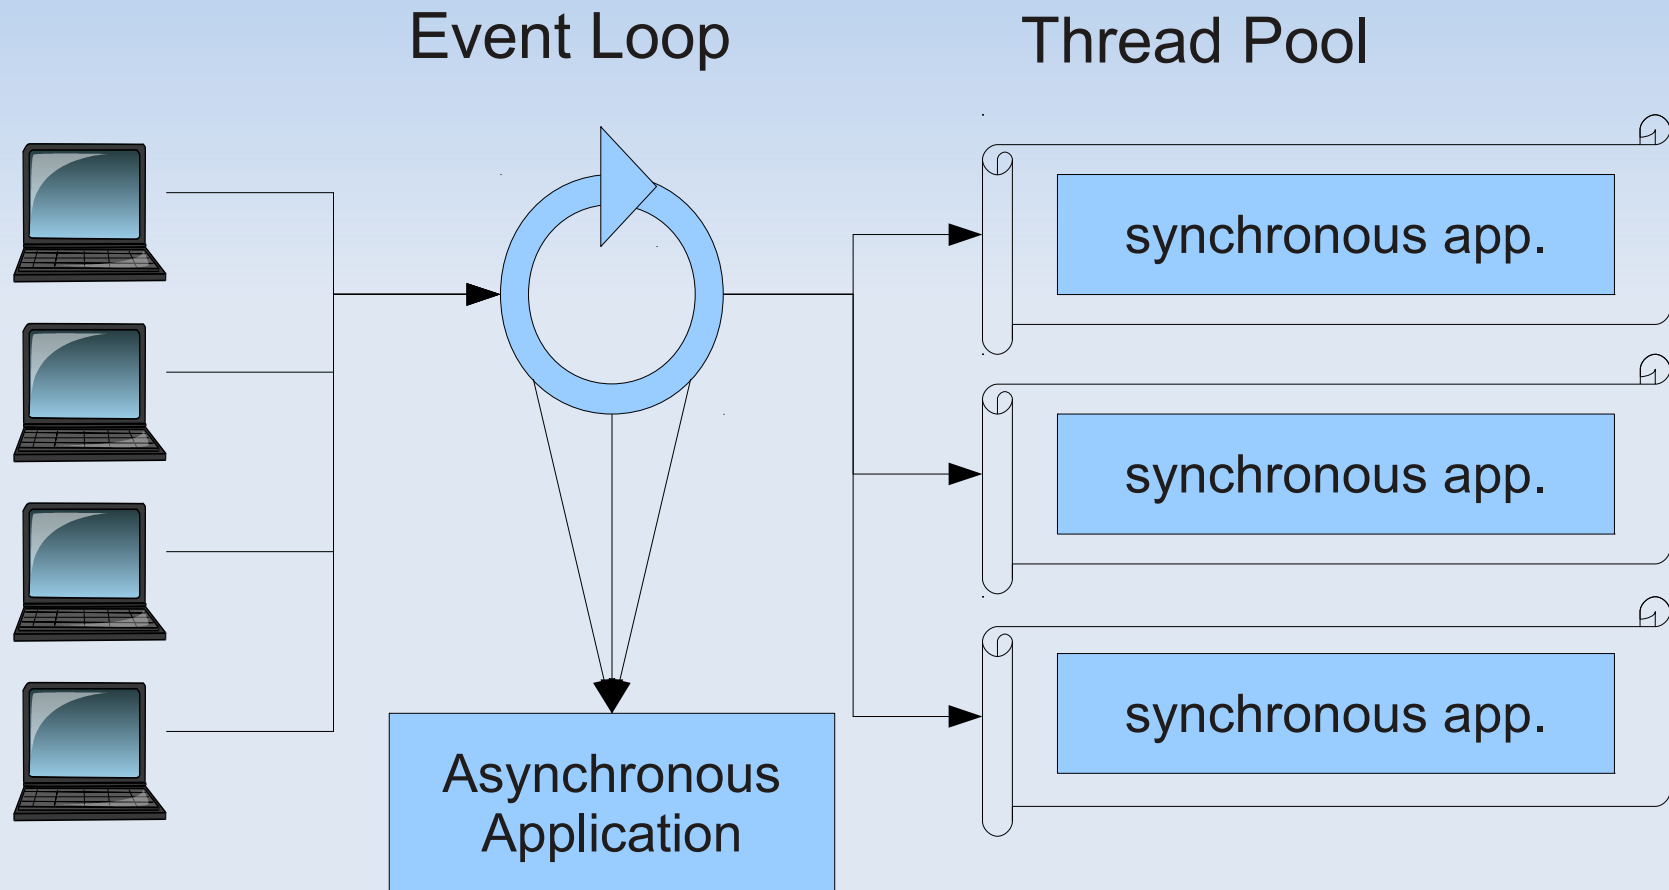 Event Loop
Thread Pool
synchronous app.
synchronous app.
synchronous app.
Asynchronous
Application